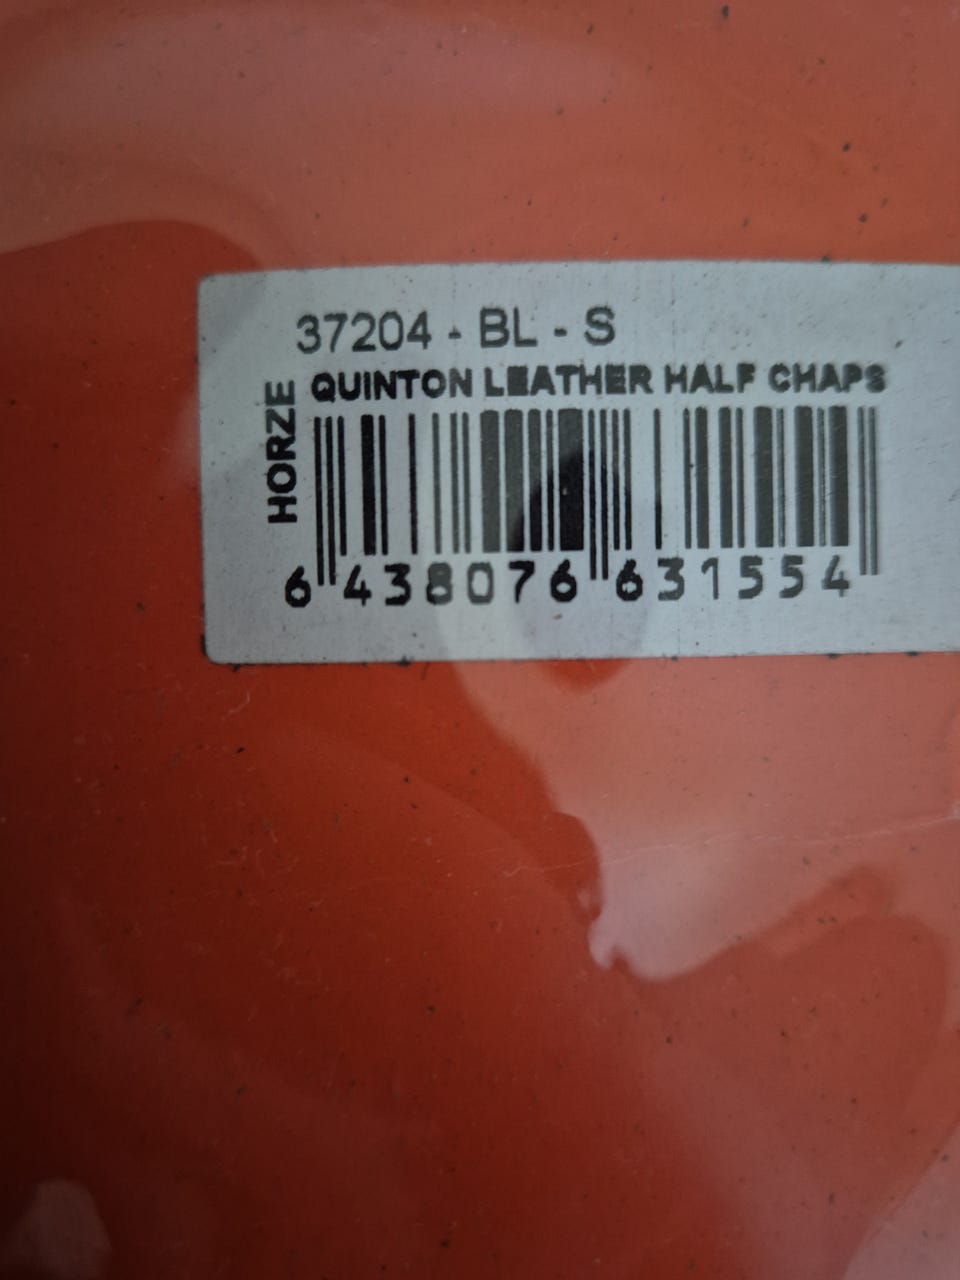 37204 - BL - S
QUINTON LEATHER HALF CHAPS
HORZE
6 438076 631554